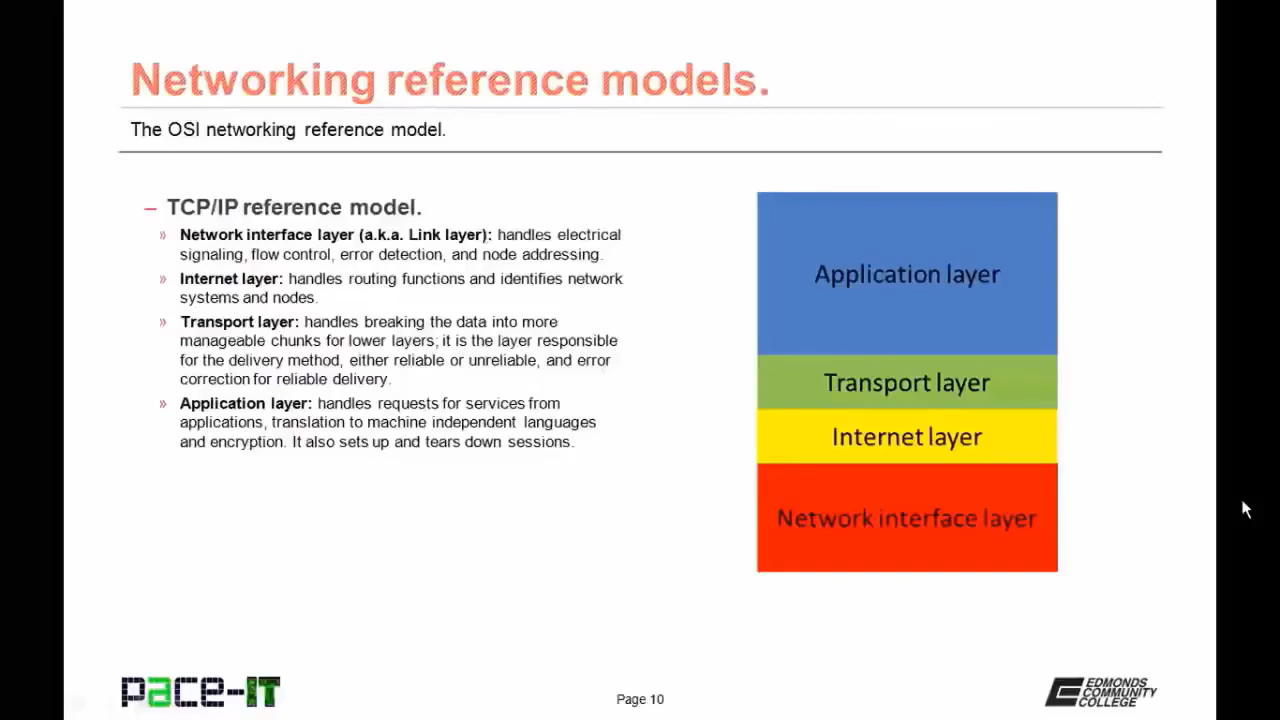 Networking reference models.
The OSI networking reference model.
– TCP/IP reference model.
» Network interface layer (a.k.a. Link layer): handles electrical
signaling, flow control, error detection, and node addressing.
» Internet layer: handles routing functions and identifies network
systems and nodes.
» Transport layer: handles breaking the data into more
manageable chunks for lower layers; it is the layer responsible
for the delivery method, either reliable or unreliable, and error
correction for reliable delivery.
» Application layer: handles requests for services from
applications, translation to machine independent languages
and encryption. It also sets up and tears down sessions.
Application layer
Transport layer
Internet layer
Network interface layer
pace-IT
Page 10
EDMONDS
COMMUNITY
COLLEGE